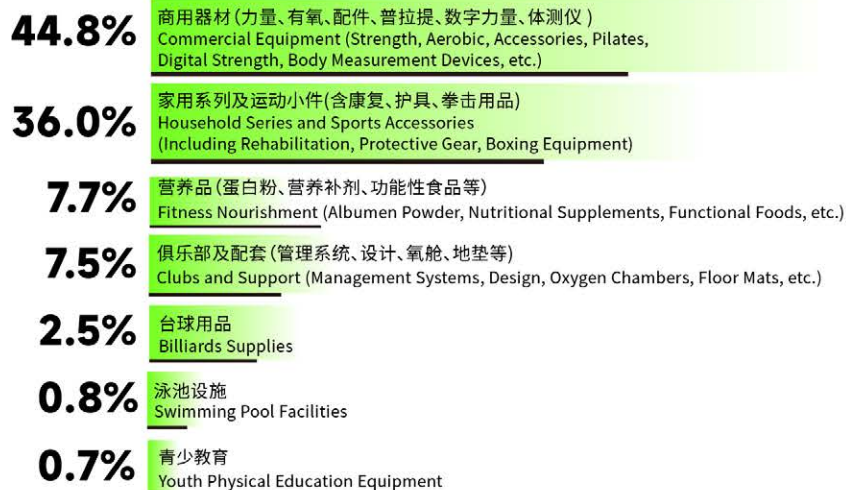 44.8%
商用器材(力量、有氧、配件、普拉提、数字力量、体测仪 )
Commercial Equipment (Strength, Aerobic, Accessories, Pilates,
Digital Strength, Body Measurement Devices, etc.)
36.0%
家用系列及运动小件(含康复、护具、拳击用品)
Household Series and Sports Accessories
(Including Rehabilitation, Protective Gear, Boxing Equipment)
7.7%
营养品(蛋白粉、营养补剂、功能性食品等)
Fitness Nourishment (Albumen Powder, Nutritional Supplements, Functional Foods, etc.)
7.5%
俱乐部及配套(管理系统、设计、氧舱、地垫等)
Clubs and Support (Management Systems, Design, Oxygen Chambers, Floor Mats, etc.)
2.5%
台球用品
Billiards Supplies
0.8%
泳池设施
Swimming Pool Facilities
0.7%
青少教育
Youth Physical Education Equipment